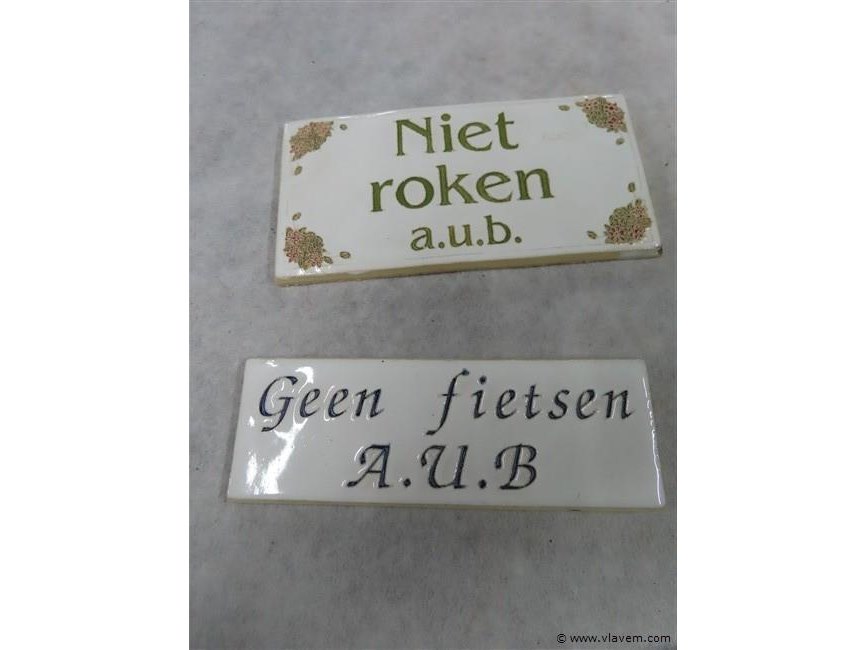 Niet
roken
a.u.b.
Geen fietsen
A.U.B
© www.vlavem.com